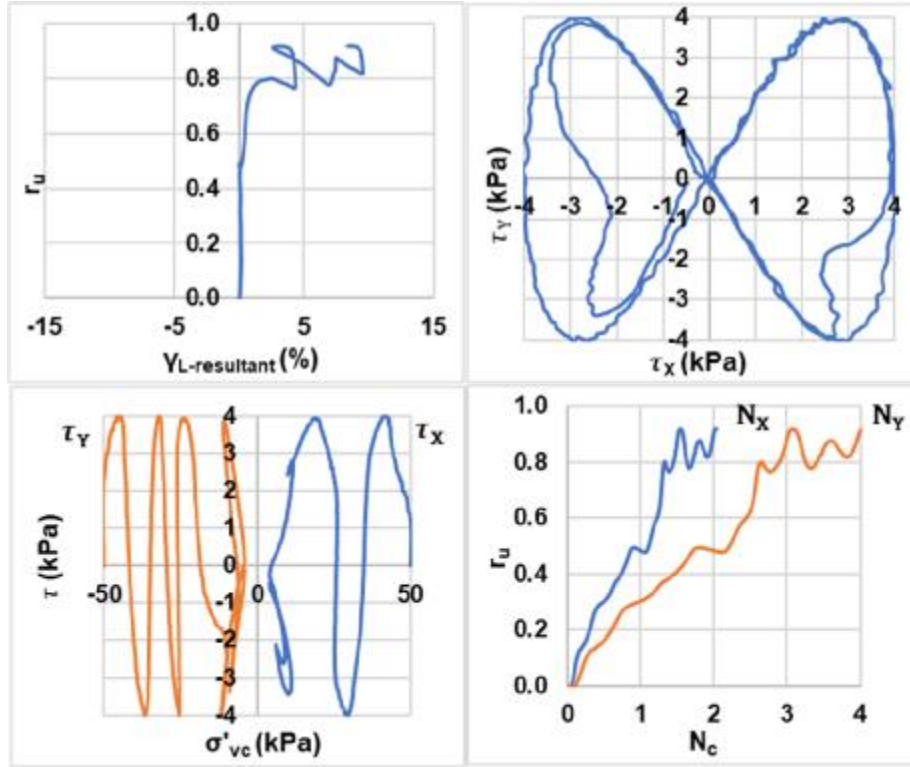 1.0
0.8
0.6
r_u
0.4
0.2
0.0
-15 -5 5 15
γ_L-resultant (%)
4
3
2
1
0
-4 -3 -2 -1 0 1 2 3 4
τ_Y (kPa)
-1
-2
-3
-4
τ_X (kPa)
τ_Y 4 τ_X
3
2
1
τ (kPa)
0
-50 0 50
-1
-2
-3
-4
σ'_vc (kPa)
1.0 N_X N_Y
0.8
0.6
r_u
0.4
0.2
0.0
0 1 2 3 4
N_c